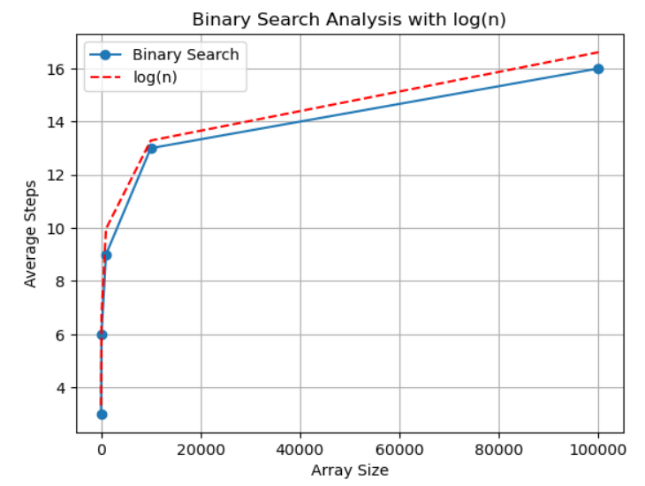 Binary Search Analysis with log(n)
Binary Search
log(n)
16
14
12
10
8
6
4
Average Steps
0 20000 40000 60000 80000 100000
Array Size